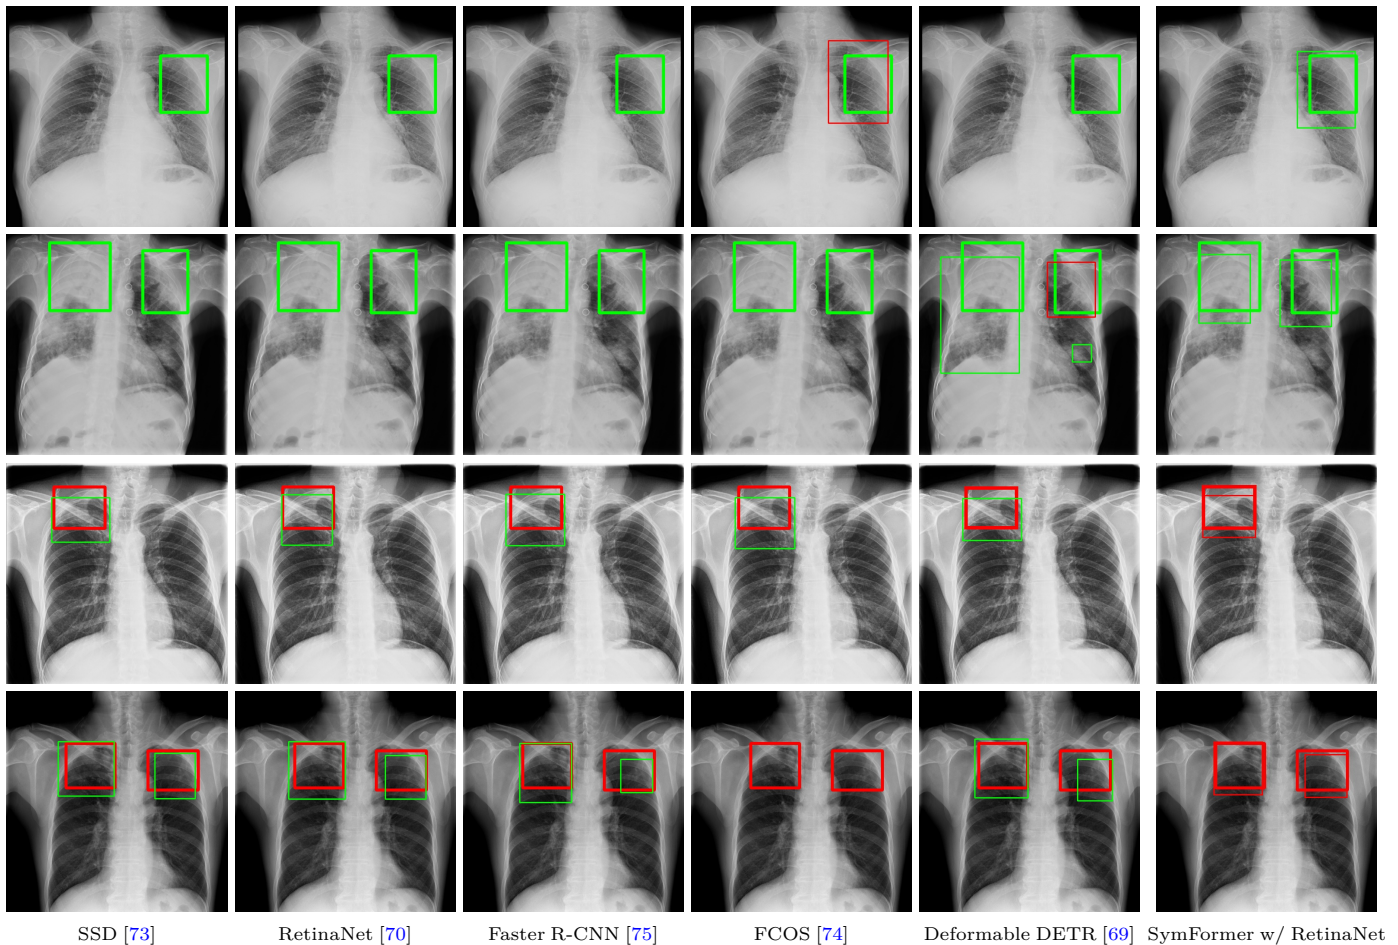 SSD [73]
RetinaNet [70]
Faster R-CNN [75]
FCOS [74]
Deformable DETR [69]
SymFormer w/ RetinaNet